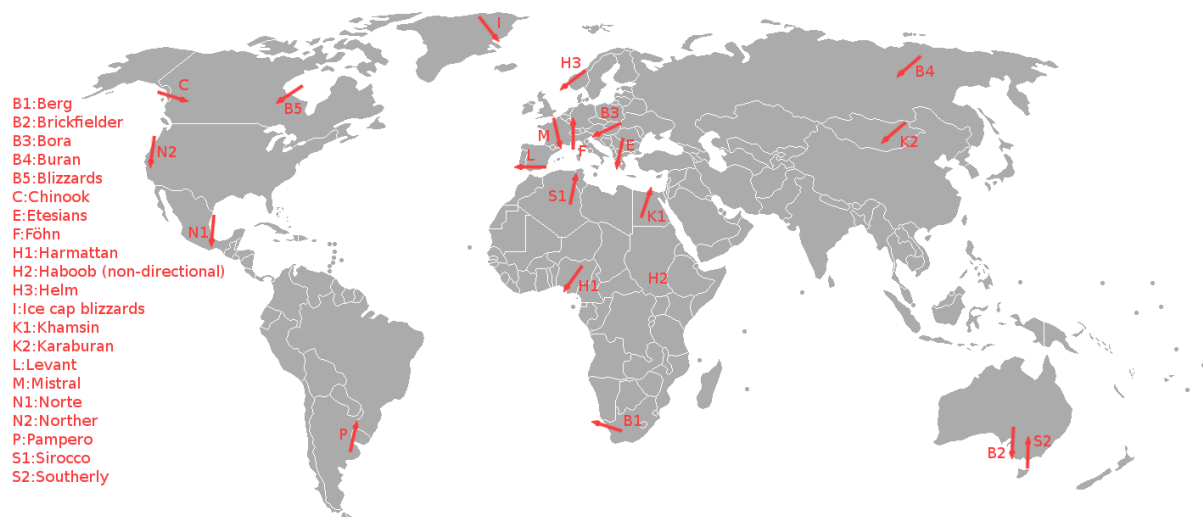 B1:Berg
B2:Brickfielder
B3:Bora
B4:Buran
B5:Blizzards
C:Chinook
E:Etesians
F:Föhn
H1:Harmattan
H2:Haboob (non-directional)
H3:Helm
I:Ice cap blizzards
K1:Khamsin
K2:Karaburan
L:Levant
M:Mistral
N1:Norte
N2:Norther
P:Pampero
S1:Sirocco
S2:Southerly
I
H3
B4
C
B5
B3
M
K2
N2
E
F
L
S1
K1
N1
H2
H1
B1
P
S2
B2